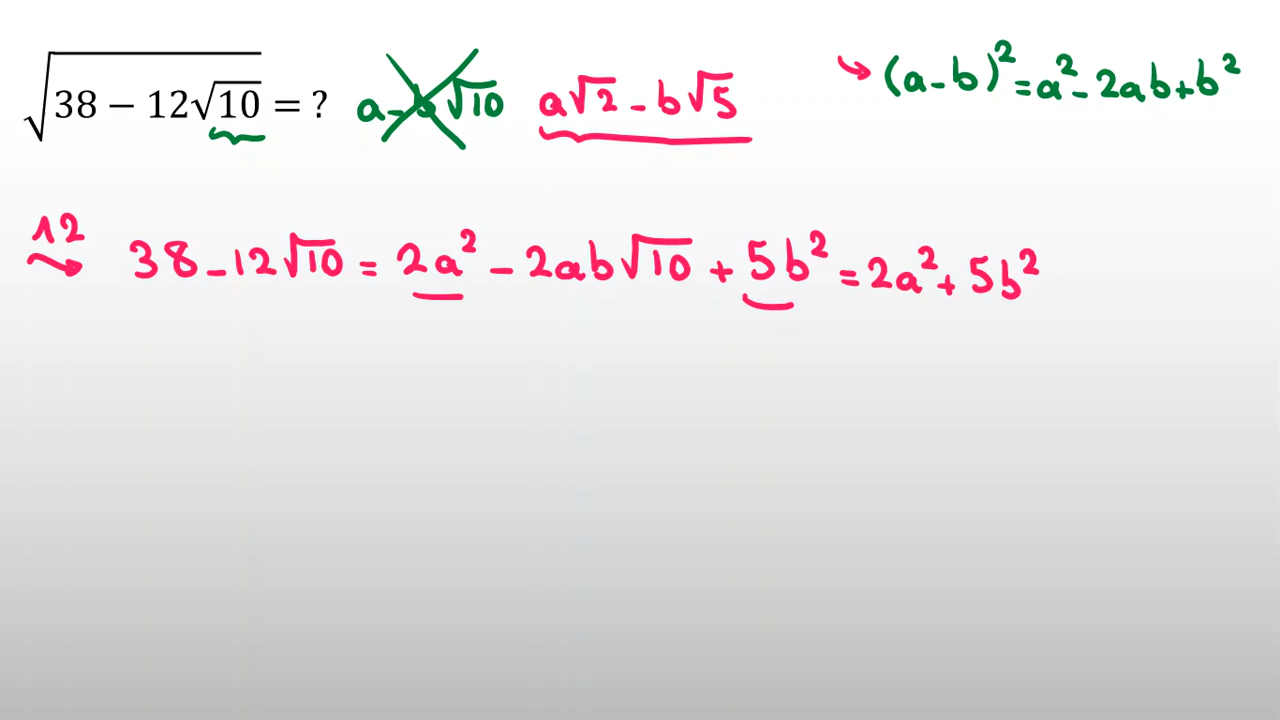 √(38 − 12√10) = ? a - b√10 a√2 - b√5 (a-b)² = a² - 2ab + b²
12
38 - 12√10 = 2a² - 2ab√10 + 5b² = 2a² + 5b²